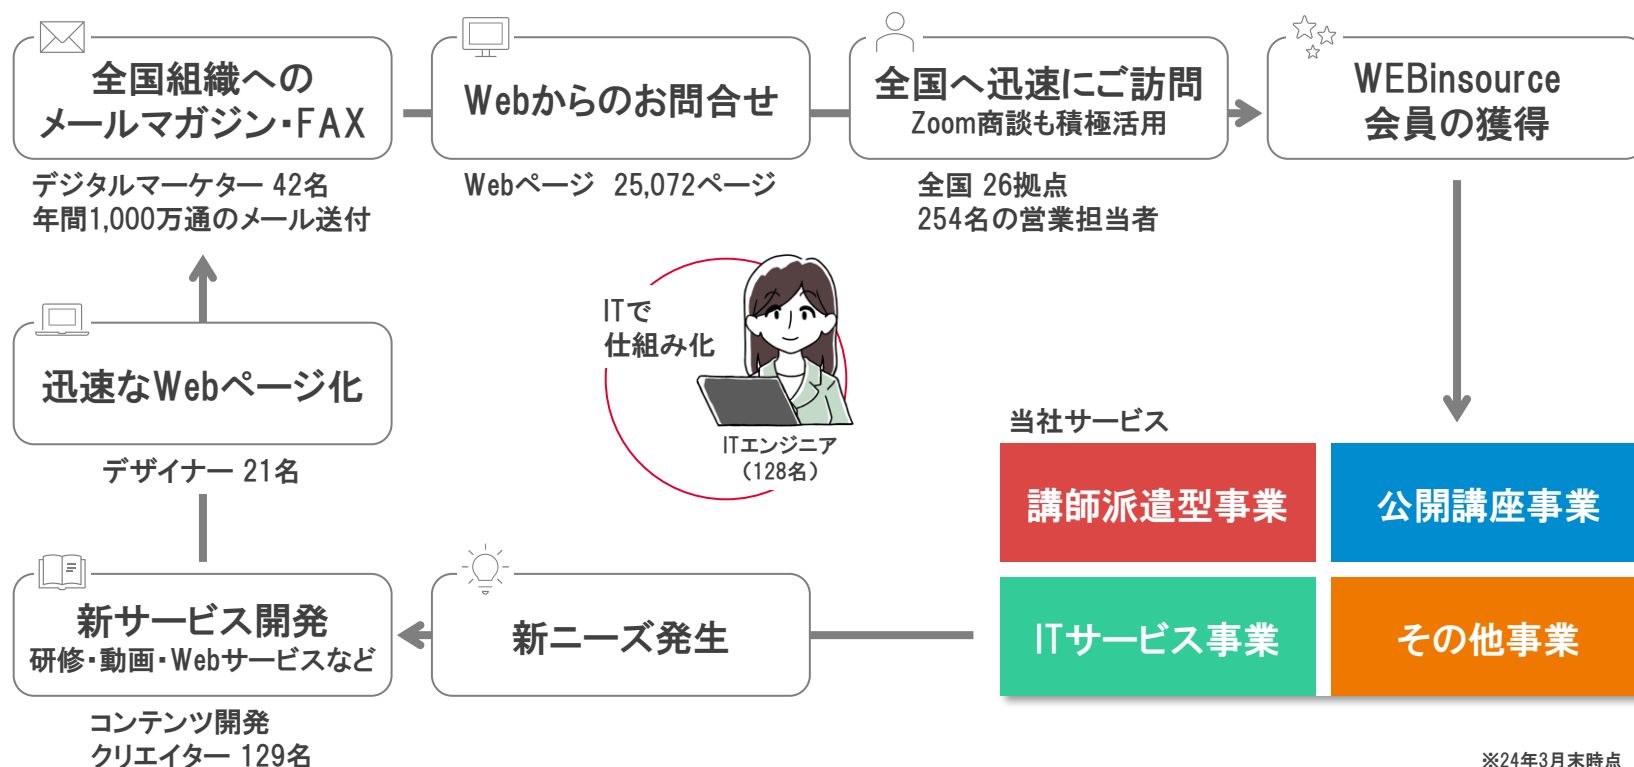 全国組織への
メールマガジン・FAX
デジタルマーケター 42名
年間1,000万通のメール送付
Webからのお問合せ
Webページ 25,072ページ
全国へ迅速にご訪問
Zoom商談も積極活用
全国 26拠点
254名の営業担当者
WEBinsource
会員の獲得
迅速なWebページ化
デザイナー 21名
ITで
仕組み化
ITエンジニア
(128名)
当社サービス
講師派遣型事業
公開講座事業
ITサービス事業
その他事業
新サービス開発
研修・動画・Webサービスなど
コンテンツ開発
クリエイター 129名
新ニーズ発生
※24年3月末時点